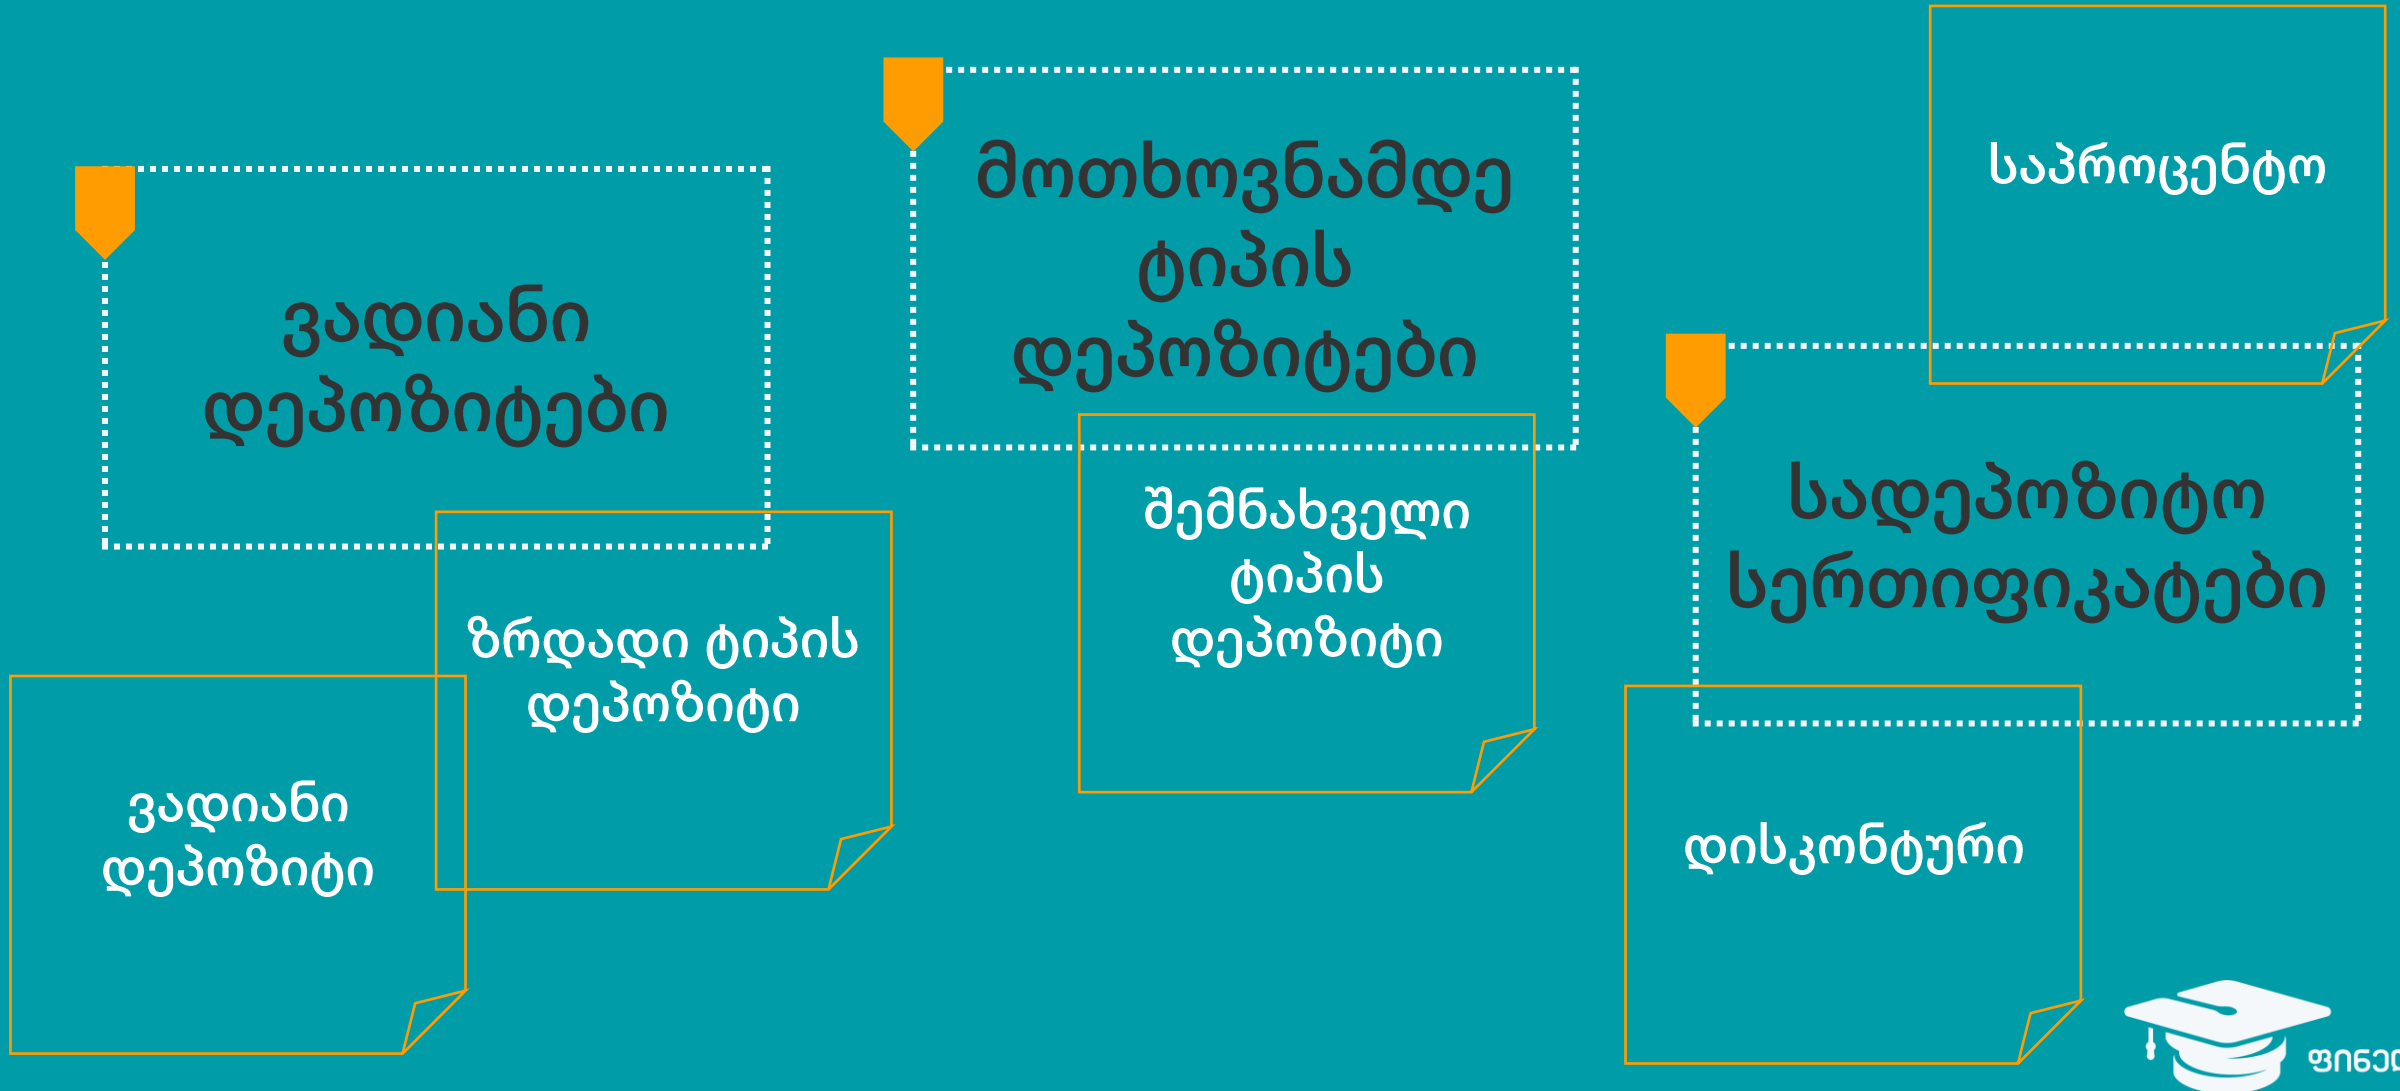 ვადიანი
დეპოზიტები
ზრდადი ტიპის
დეპოზიტი
ვადიანი
დეპოზიტი
მოთხოვნამდე
ტიპის
დეპოზიტები
შემნახველი
ტიპის
დეპოზიტი
საპროცენტო
სადეპოზიტო
სერთიფიკატები
დისკონტური